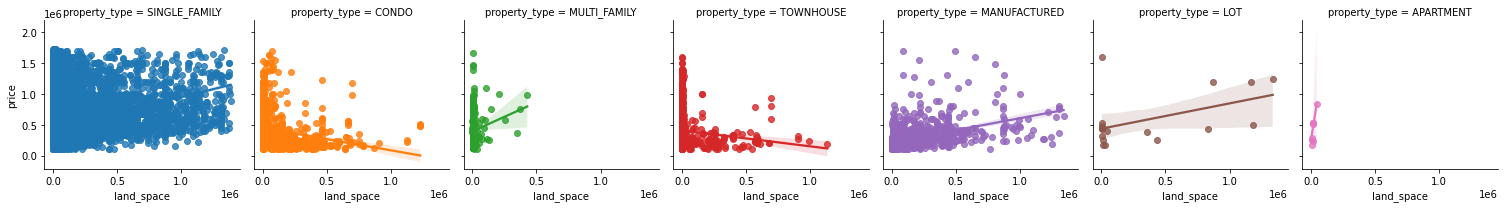 property_type = SINGLE_FAMILY
property_type = CONDO
property_type = MULTI_FAMILY
property_type = TOWNHOUSE
property_type = MANUFACTURED
property_type = LOT
property_type = APARTMENT
1e6
2.0
1.5
1.0
0.5
0.0
price
0.0 0.5 1.0
1e6
land_space
0.0 0.5 1.0
1e6
land_space
0.0 0.5 1.0
1e6
land_space
0.0 0.5 1.0
1e6
land_space
0.0 0.5 1.0
1e6
land_space
0.0 0.5 1.0
1e6
land_space
0.0 0.5 1.0
1e6
land_space